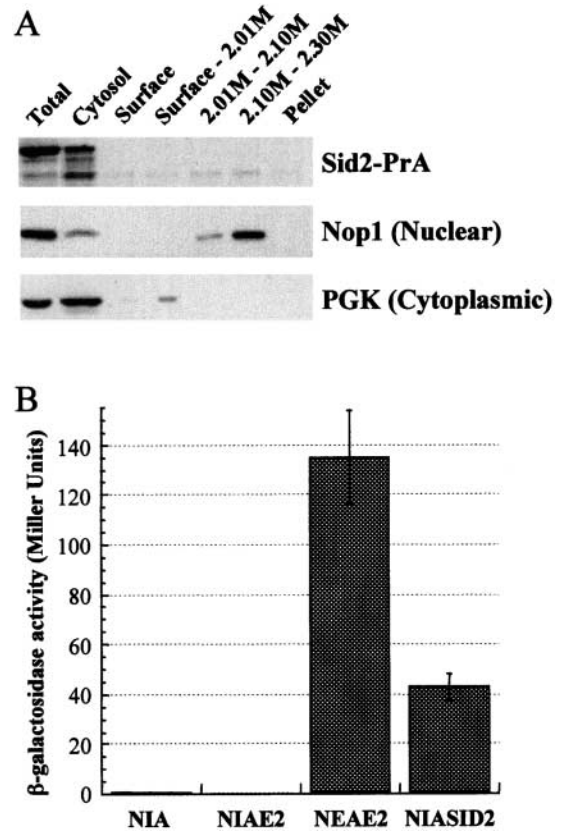 A
Total
Cytosol
Surface
Surface - 2.01M
2.01M - 2.10M
2.10M - 2.30M
Pellet
Sid2-PrA
Nop1 (Nuclear)
PGK (Cytoplasmic)
B
β-galactosidase activity (Miller Units)
140
120
100
80
60
40
20
0
NIA
NIAE2
NEAE2
NIASID2